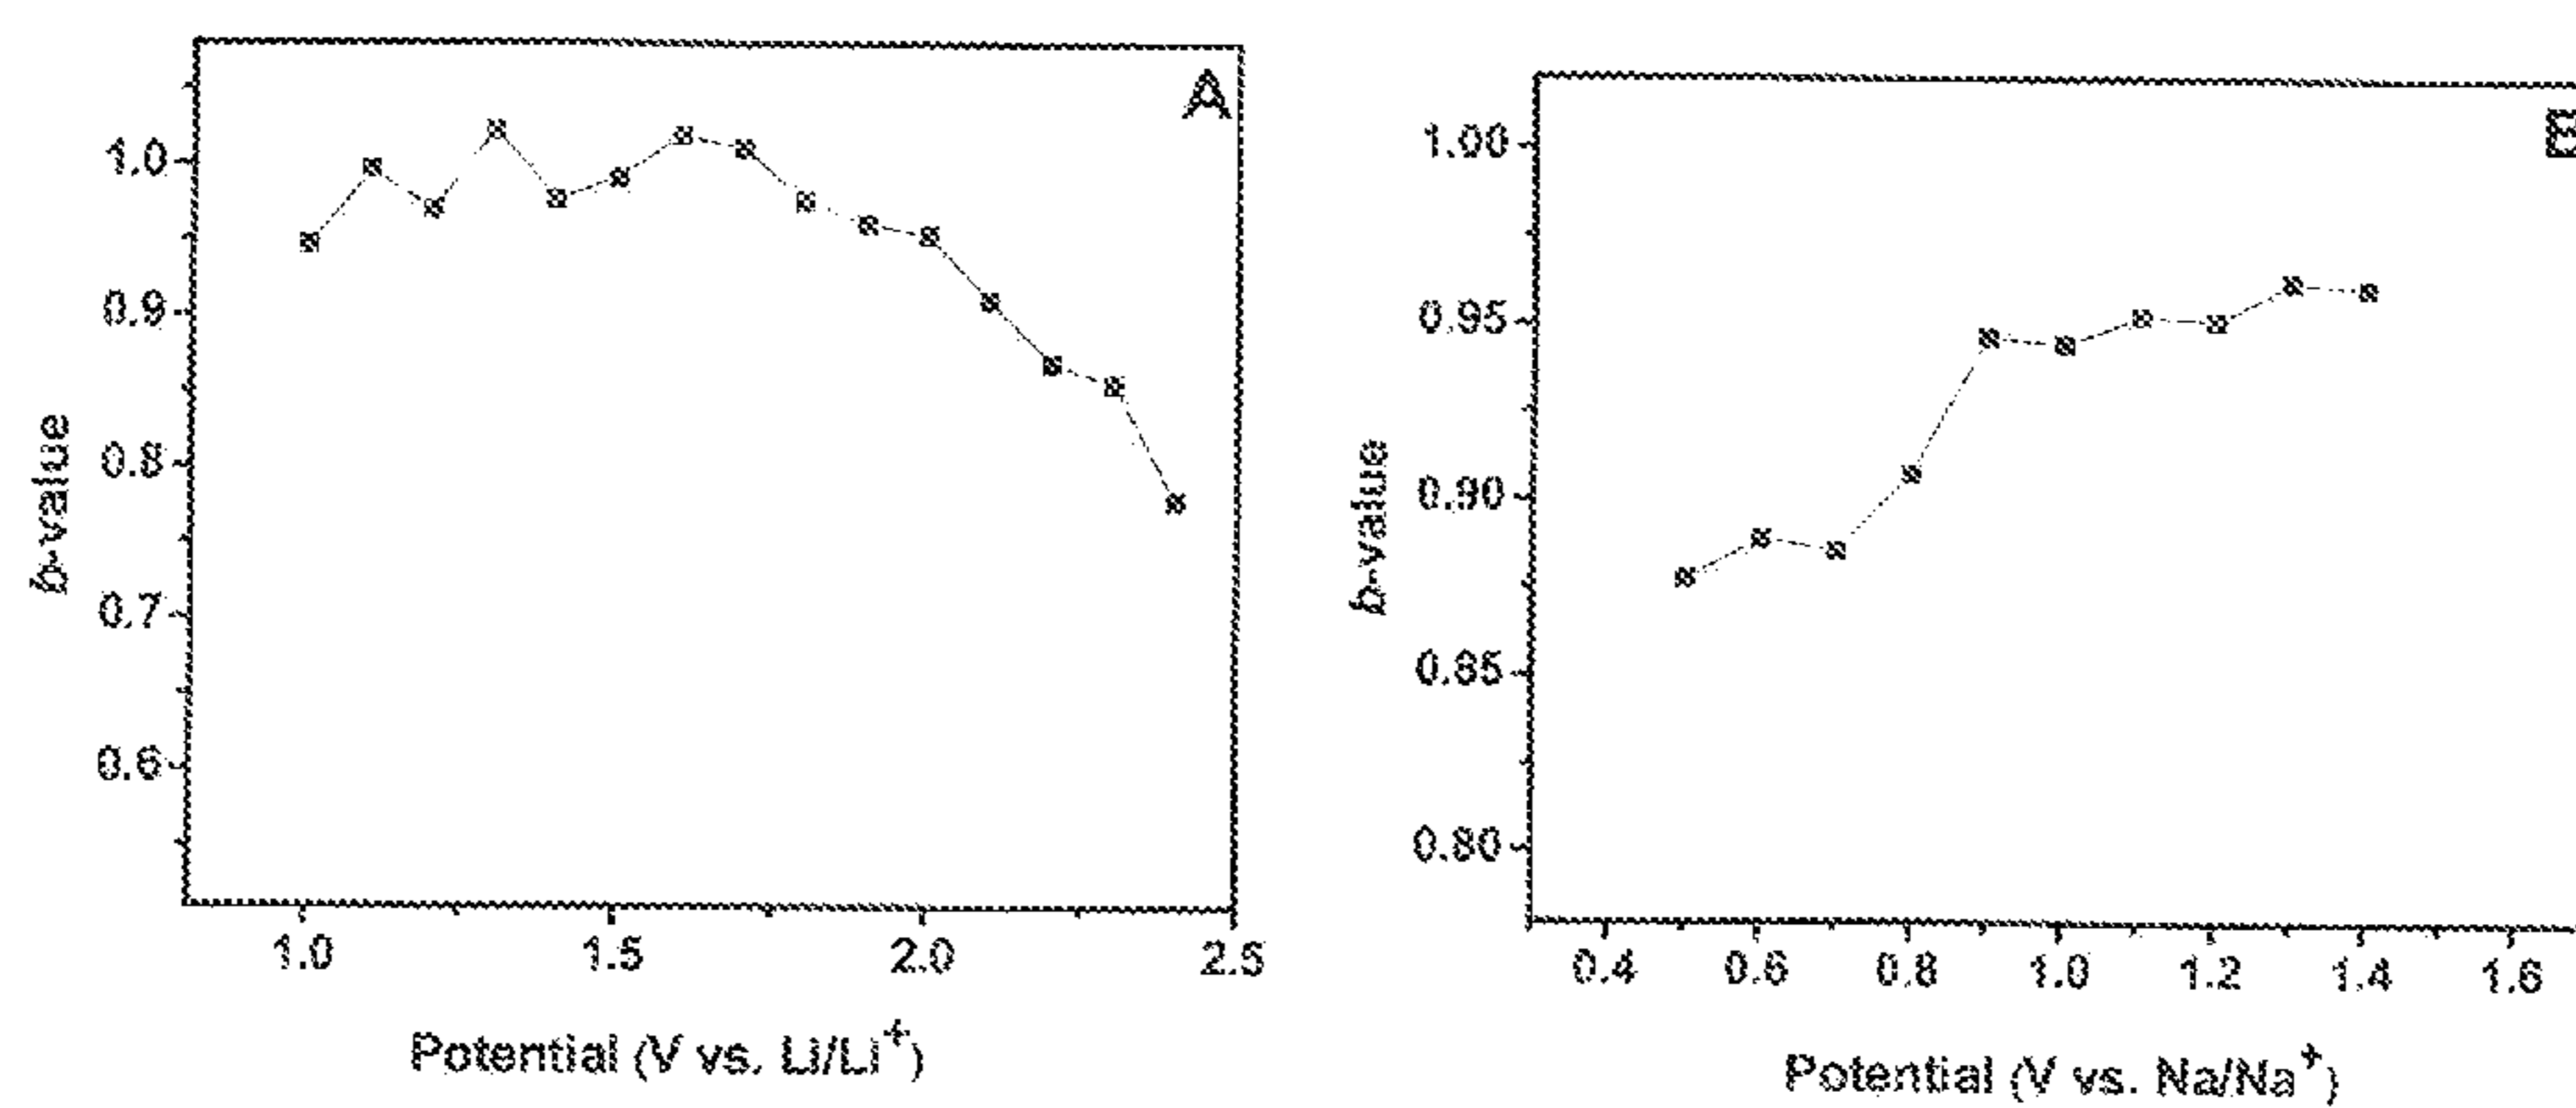 A
1.0
0.9
0.8
0.7
0.6
b-value
1.0 1.5 2.0 2.5
Potential (V vs. Li/Li⁺)
B
1.00
0.95
0.90
0.85
0.80
b-value
0.4 0.6 0.8 1.0 1.2 1.4 1.6
Potential (V vs. Na/Na⁺)